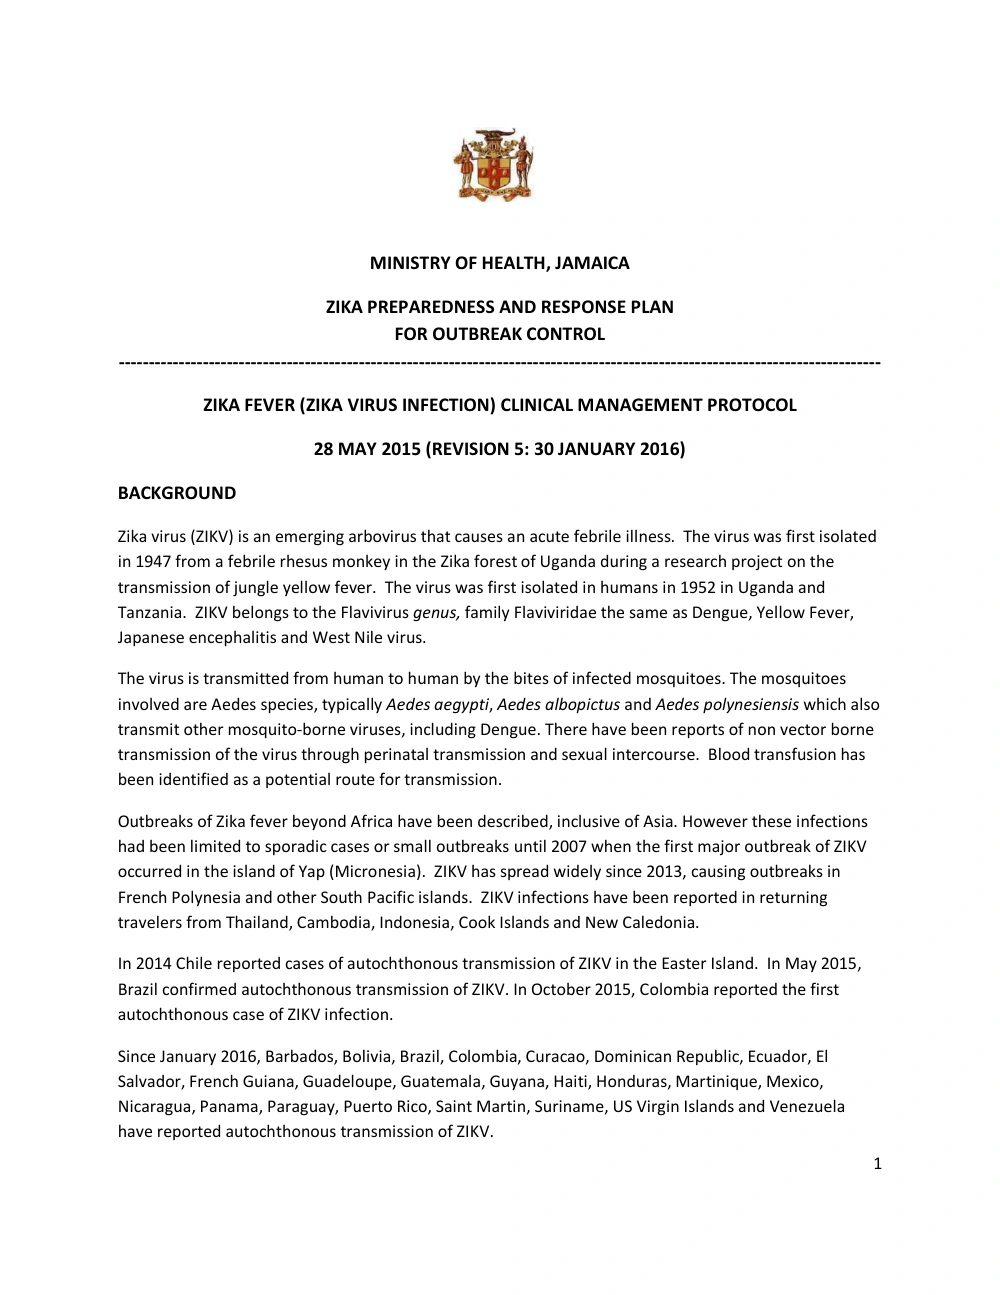 MINISTRY OF HEALTH, JAMAICA
ZIKA PREPAREDNESS AND RESPONSE PLAN
FOR OUTBREAK CONTROL
-------------------------------------------------------------------------------------------------------------------------------
ZIKA FEVER (ZIKA VIRUS INFECTION) CLINICAL MANAGEMENT PROTOCOL
28 MAY 2015 (REVISION 5: 30 JANUARY 2016)
BACKGROUND
Zika virus (ZIKV) is an emerging arbovirus that causes an acute febrile illness.  The virus was first isolated
in 1947 from a febrile rhesus monkey in the Zika forest of Uganda during a research project on the
transmission of jungle yellow fever.  The virus was first isolated in humans in 1952 in Uganda and
Tanzania.  ZIKV belongs to the Flavivirus genus, family Flaviviridae the same as Dengue, Yellow Fever,
Japanese encephalitis and West Nile virus.
The virus is transmitted from human to human by the bites of infected mosquitoes. The mosquitoes
involved are Aedes species, typically Aedes aegypti, Aedes albopictus and Aedes polynesiensis which also
transmit other mosquito-borne viruses, including Dengue. There have been reports of non vector borne
transmission of the virus through perinatal transmission and sexual intercourse.  Blood transfusion has
been identified as a potential route for transmission.
Outbreaks of Zika fever beyond Africa have been described, inclusive of Asia. However these infections
had been limited to sporadic cases or small outbreaks until 2007 when the first major outbreak of ZIKV
occurred in the island of Yap (Micronesia).  ZIKV has spread widely since 2013, causing outbreaks in
French Polynesia and other South Pacific islands.  ZIKV infections have been reported in returning
travelers from Thailand, Cambodia, Indonesia, Cook Islands and New Caledonia.
In 2014 Chile reported cases of autochthonous transmission of ZIKV in the Easter Island.  In May 2015,
Brazil confirmed autochthonous transmission of ZIKV. In October 2015, Colombia reported the first
autochthonous case of ZIKV infection.
Since January 2016, Barbados, Bolivia, Brazil, Colombia, Curacao, Dominican Republic, Ecuador, El
Salvador, French Guiana, Guadeloupe, Guatemala, Guyana, Haiti, Honduras, Martinique, Mexico,
Nicaragua, Panama, Paraguay, Puerto Rico, Saint Martin, Suriname, US Virgin Islands and Venezuela
have reported autochthonous transmission of ZIKV.
1